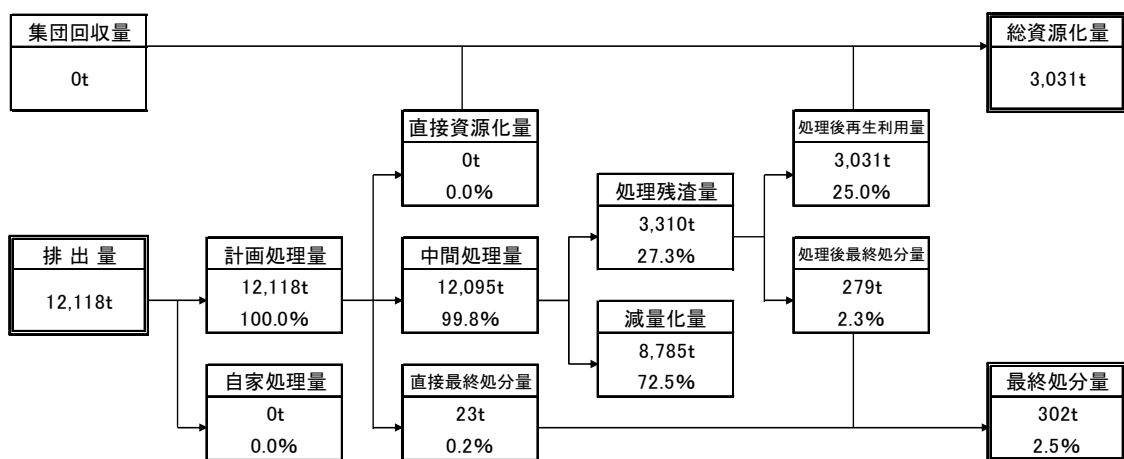 集団回収量
0t
総資源化量
3,031t
直接資源化量
0t
0.0%
処理後再生利用量
3,031t
25.0%
処理残渣量
3,310t
27.3%
排 出 量
12,118t
計画処理量
12,118t
100.0%
中間処理量
12,095t
99.8%
処理後最終処分量
279t
2.3%
減量化量
8,785t
72.5%
自家処理量
0t
0.0%
直接最終処分量
23t
0.2%
最終処分量
302t
2.5%